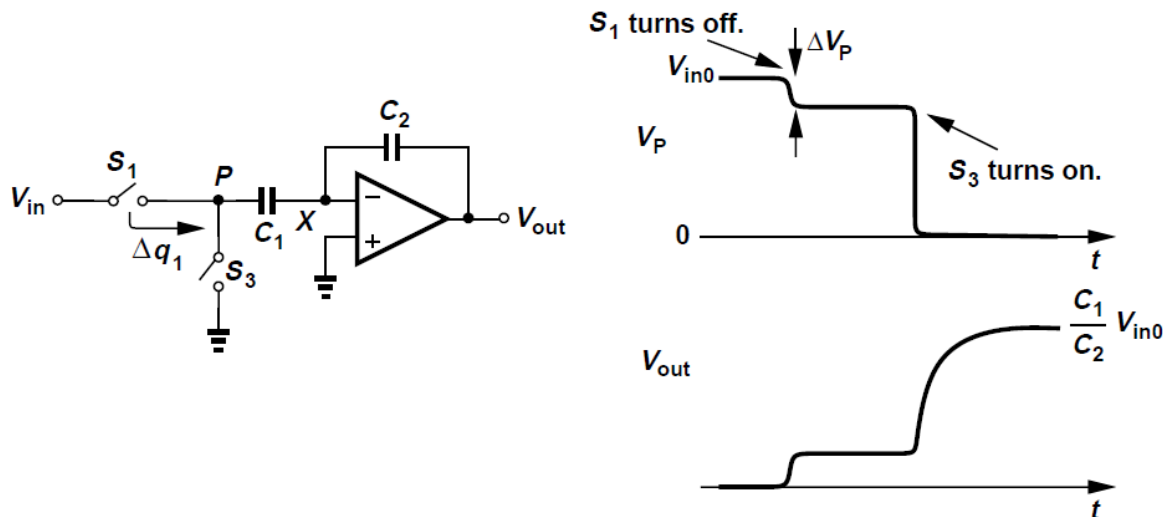 S1 turns off.
ΔVP
Vin0
VP
S3 turns on.
0
t
C2
S1
P
Vin
X
C1
−
+
Vout
Δq1
S3
C1
C2
Vin0
Vout
t